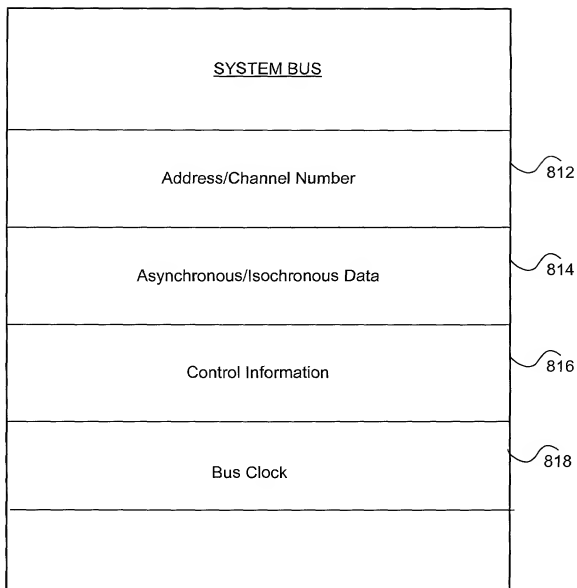 SYSTEM BUS
Address/Channel Number
812
Asynchronous/Isochronous Data
814
Control Information
816
Bus Clock
818